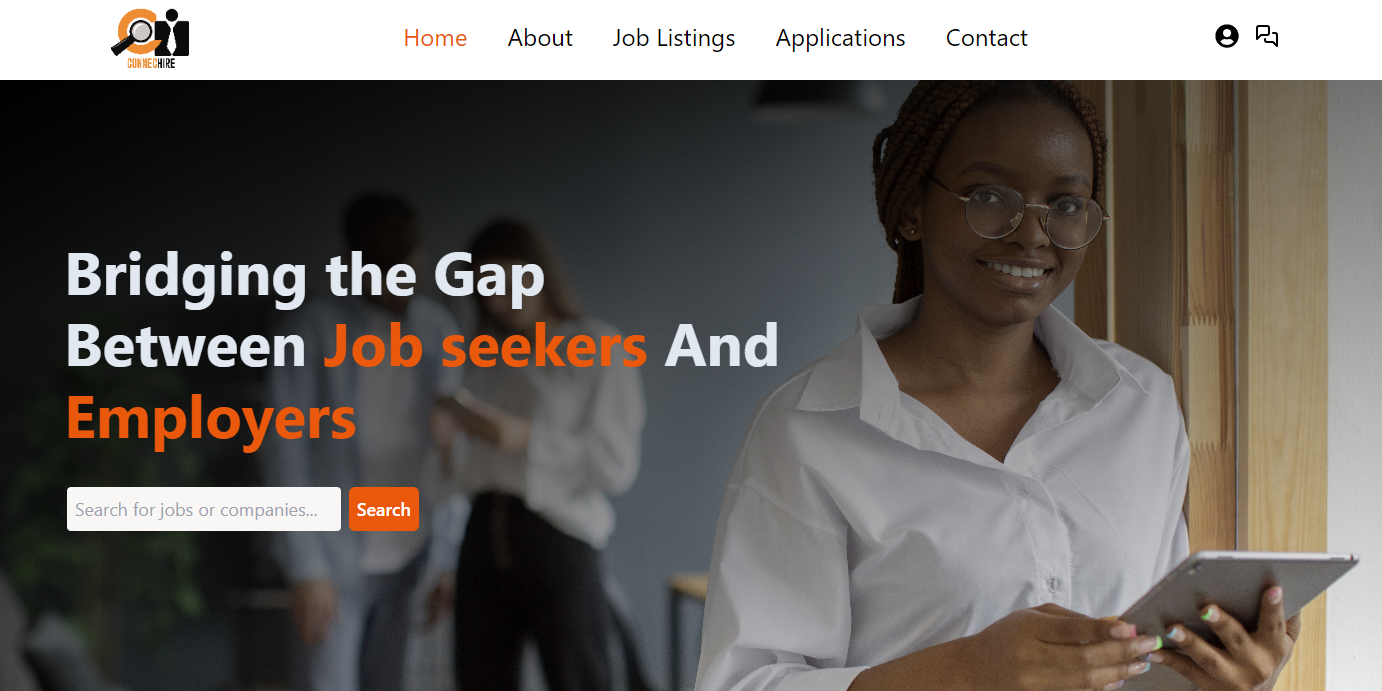 CONNECHIRE
Home About Job Listings Applications Contact
Bridging the Gap
Between Job seekers And
Employers
Search for jobs or companies... Search